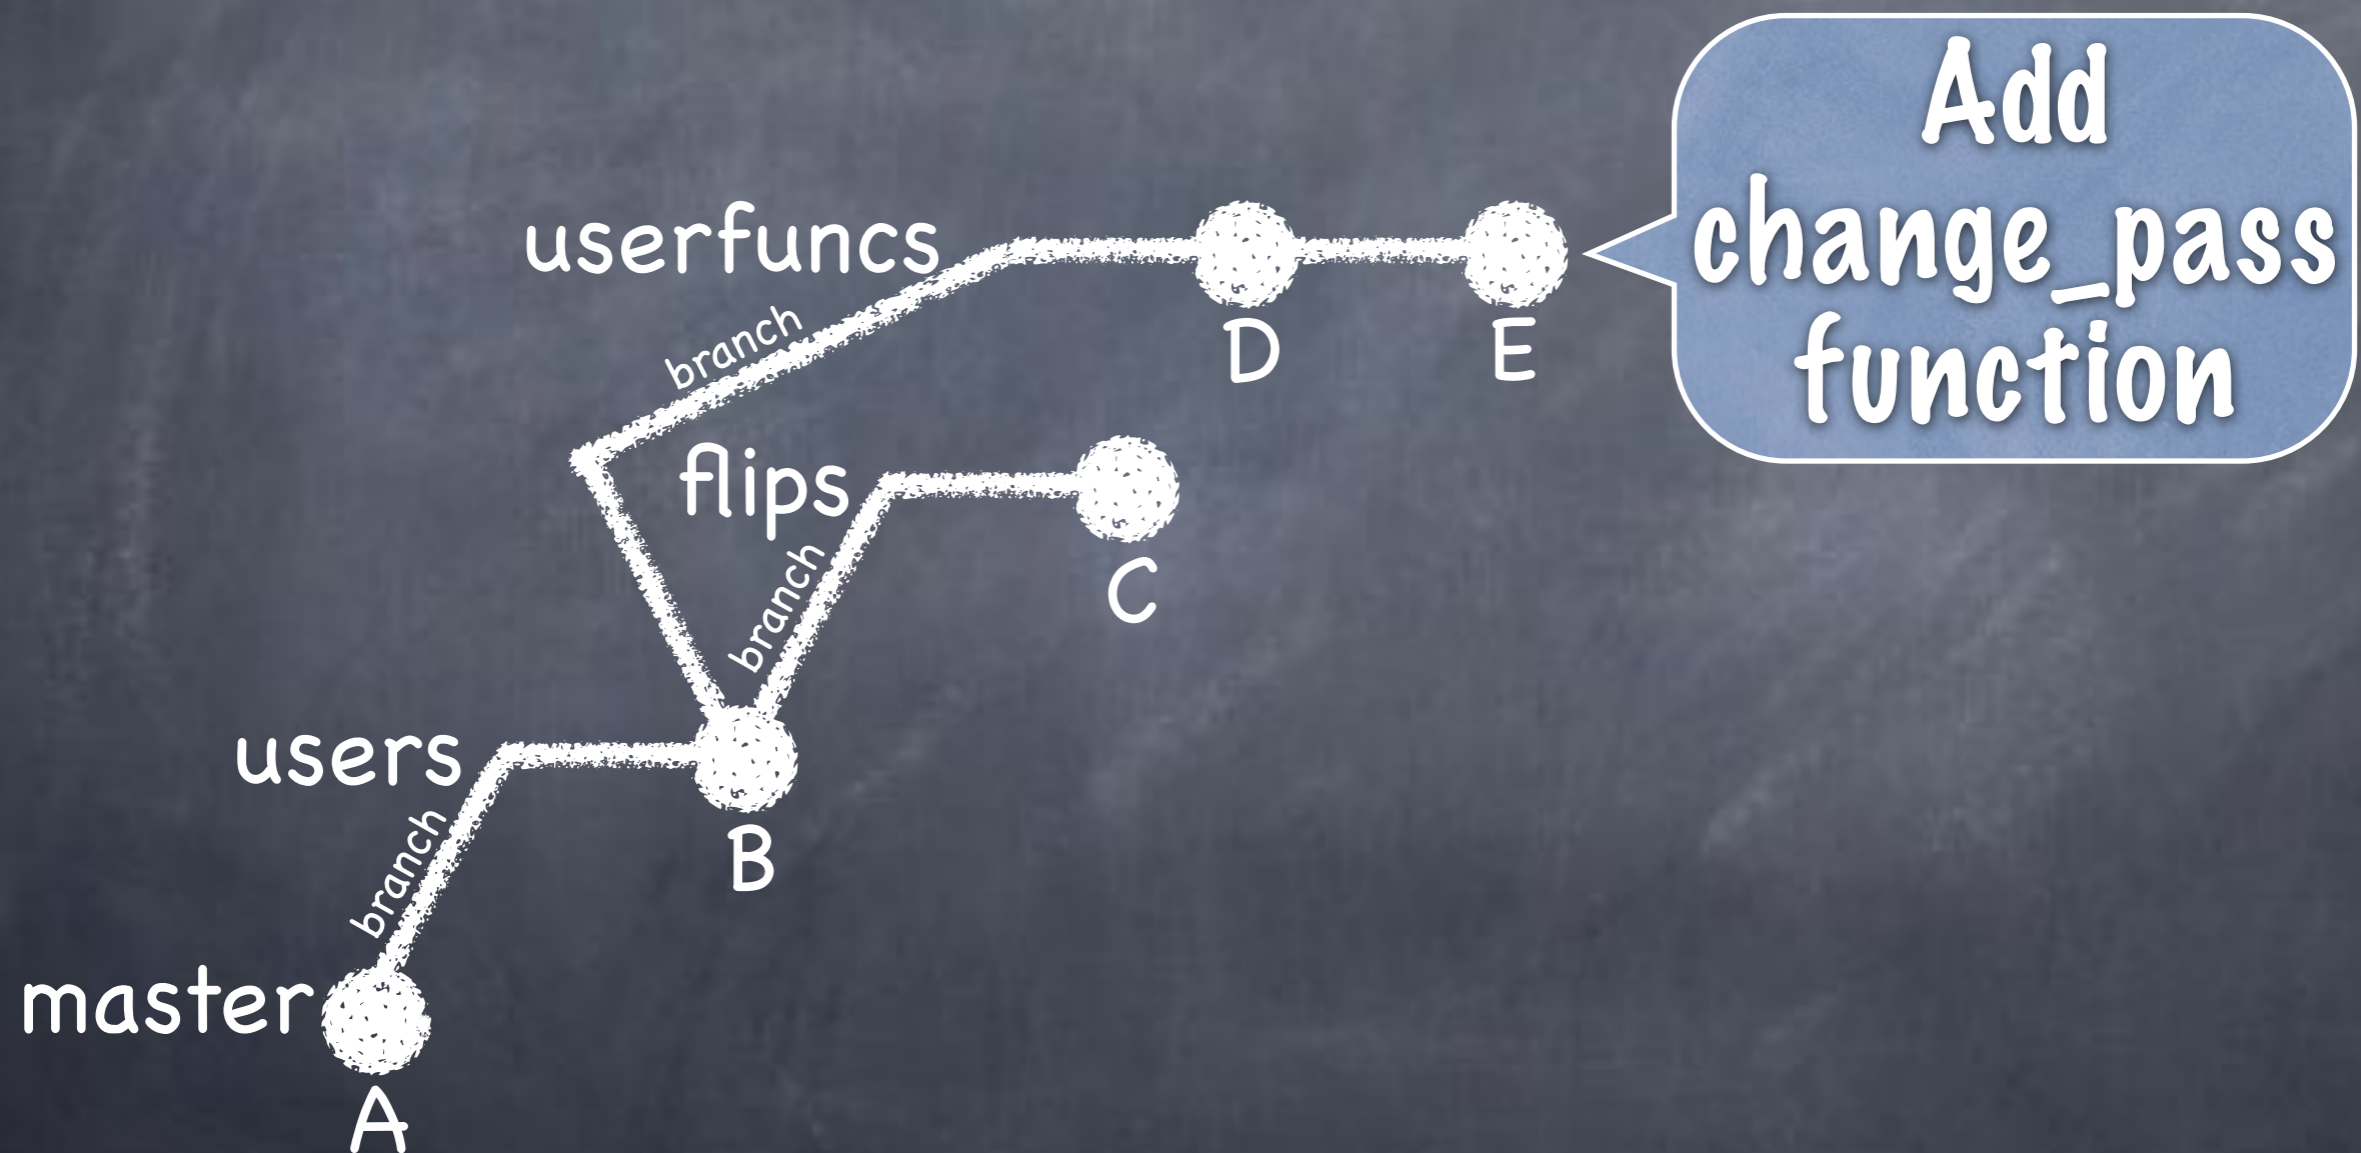 Add
change_pass
function
userfuncs
branch
D
E
flips
branch
C
users
branch
B
master
A